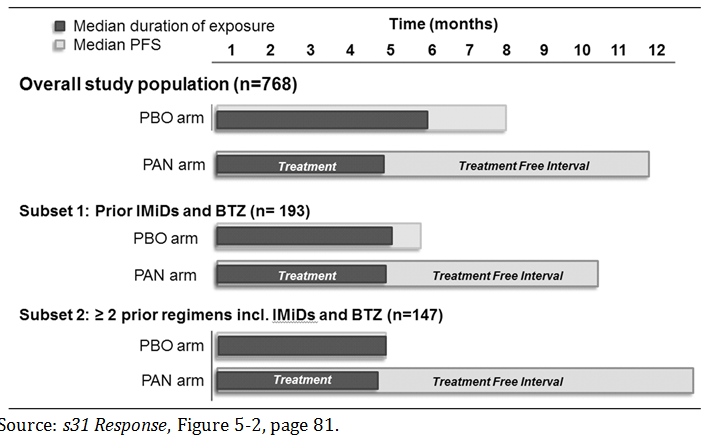 Median duration of exposure
Time (months)
Median PFS
1 2 3 4 5 6 7 8 9 10 11 12
Overall study population (n=768)
PBO arm
PAN arm Treatment Treatment Free Interval
Subset 1: Prior IMiDs and BTZ (n= 193)
PBO arm
PAN arm Treatment Treatment Free Interval
Subset 2: ≥ 2 prior regimens incl. IMiDs and BTZ (n=147)
PBO arm
PAN arm Treatment Treatment Free Interval
Source: s31 Response, Figure 5-2, page 81.